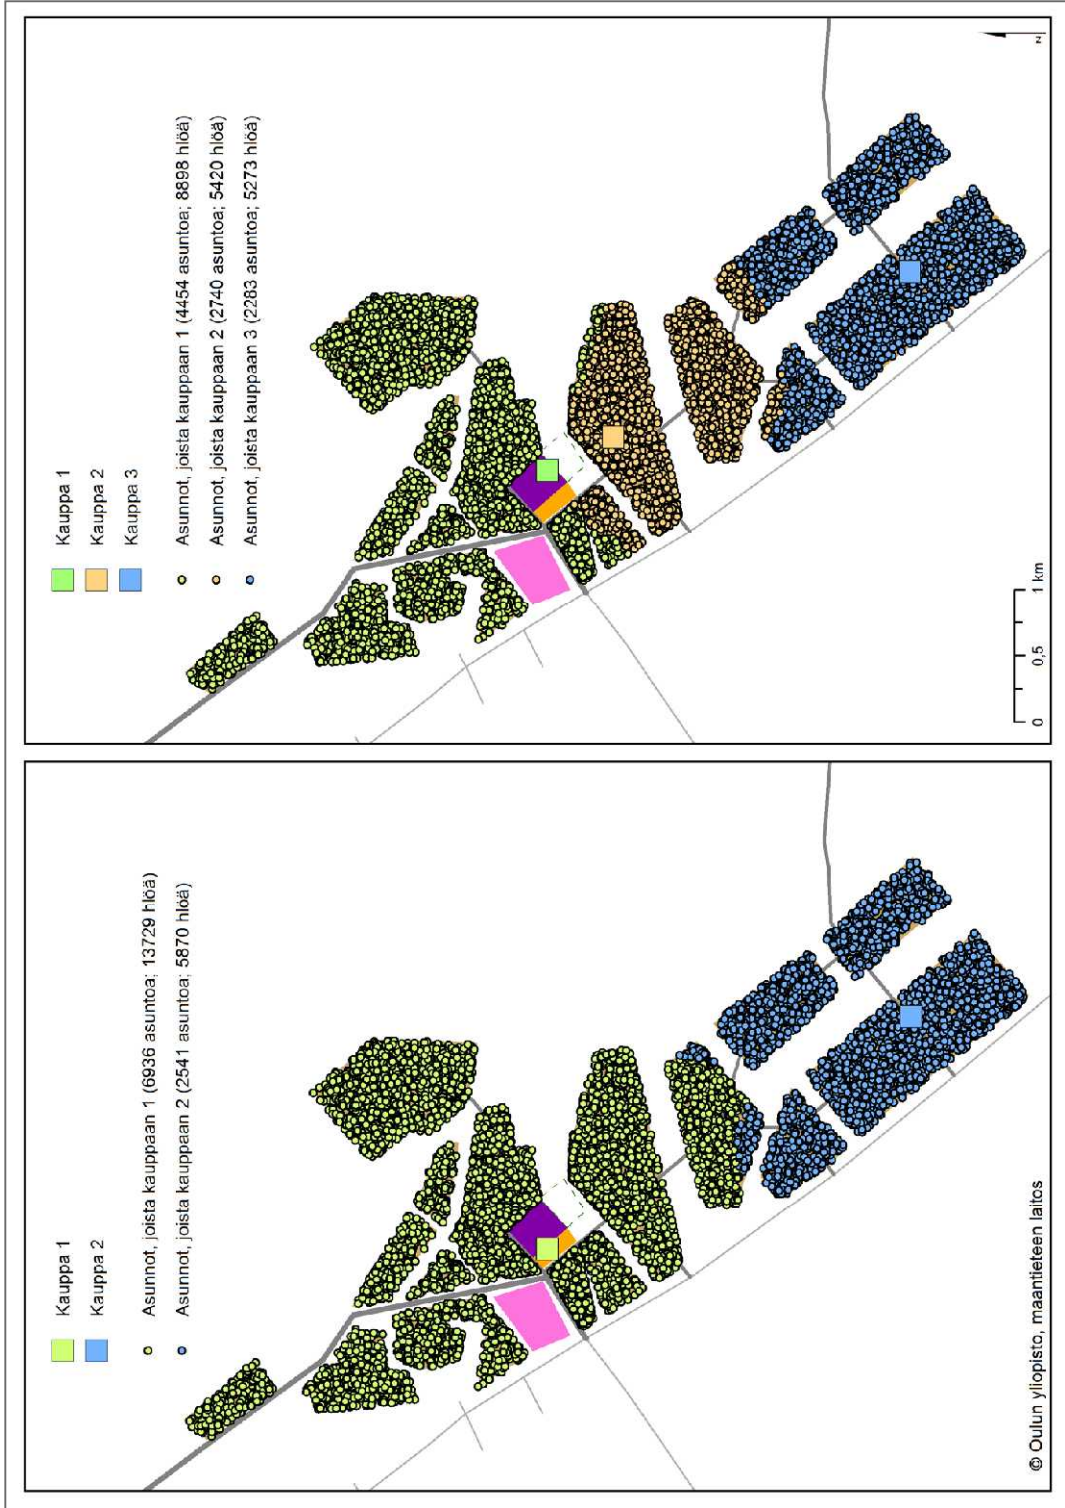 Kauppa 1
Kauppa 2
Asunnot, joista kauppaan 1 (6936 asuntoa; 13729 hlöä)
Asunnot, joista kauppaan 2 (2541 asuntoa; 5870 hlöä)
© Oulun yliopisto, maantieteen laitos
Kauppa 1
Kauppa 2
Kauppa 3
Asunnot, joista kauppaan 1 (4454 asuntoa; 8898 hlöä)
Asunnot, joista kauppaan 2 (2740 asuntoa; 5420 hlöä)
Asunnot, joista kauppaan 3 (2283 asuntoa; 5273 hlöä)
0 0,5 1 km
N